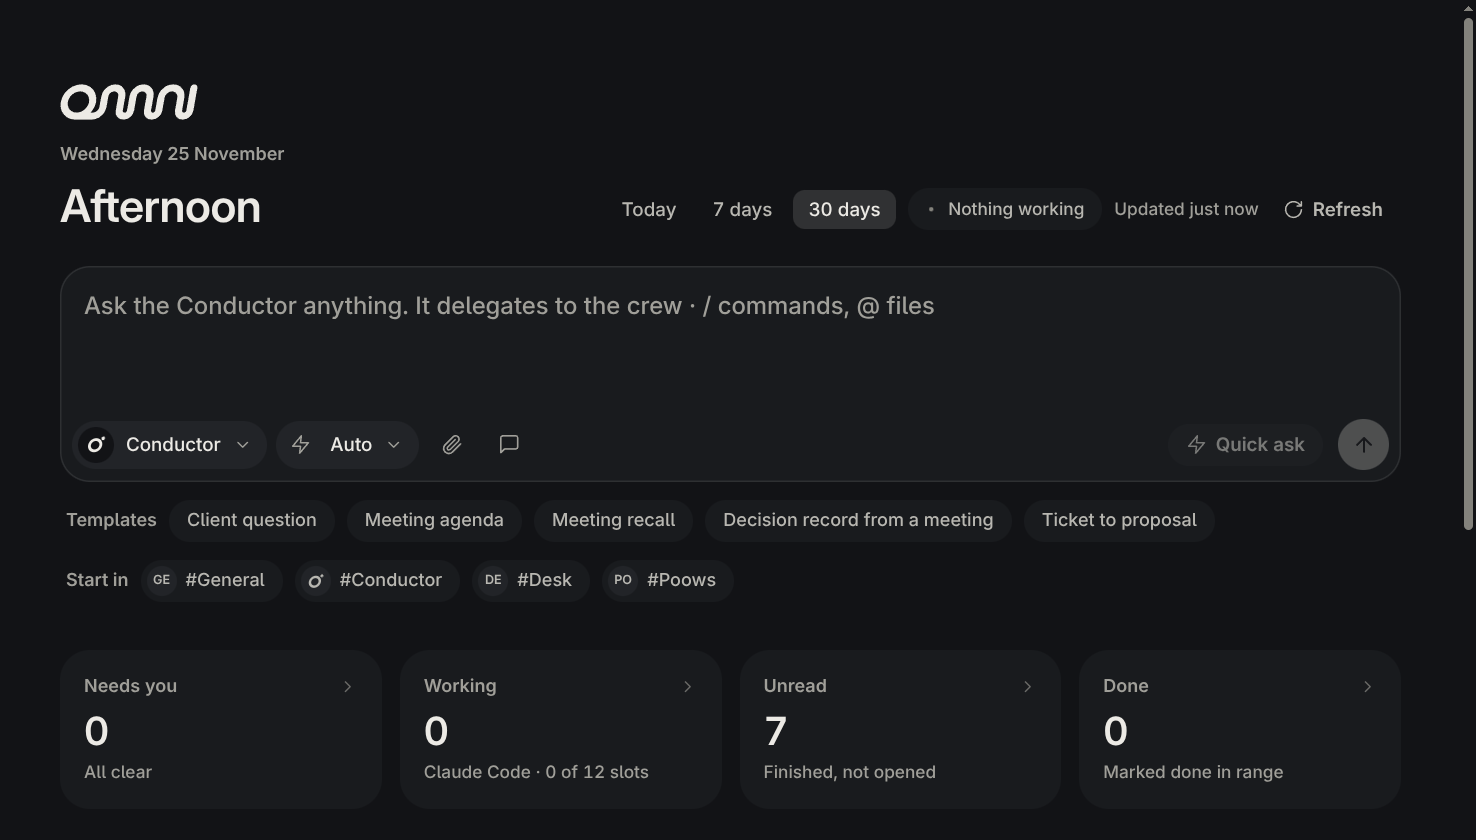 omni
Wednesday 25 November
Afternoon
Today 7 days 30 days • Nothing working Updated just now Refresh
Ask the Conductor anything. It delegates to the crew · / commands, @ files
Conductor Auto Quick ask
Templates Client question Meeting agenda Meeting recall Decision record from a meeting Ticket to proposal
Start in GE #General #Conductor DE #Desk PO #Poows
Needs you Working Unread Done
0 0 7 0
All clear Claude Code · 0 of 12 slots Finished, not opened Marked done in range